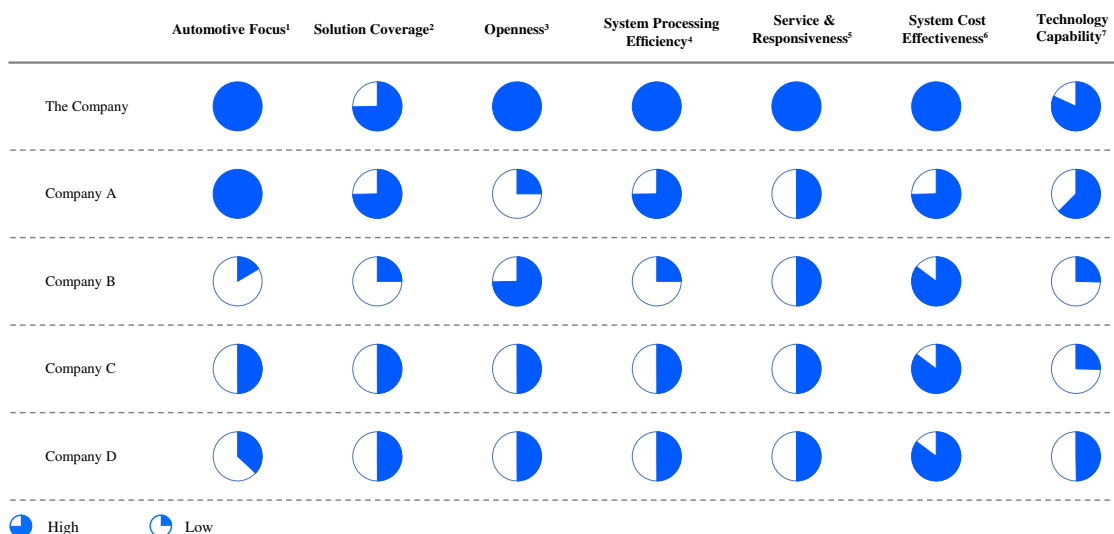 Automotive Focus¹ Solution Coverage² Openness³ System Processing Efficiency⁴ Service & Responsiveness⁵ System Cost Effectiveness⁶ Technology Capability⁷
The Company
Company A
Company B
Company C
Company D
High Low